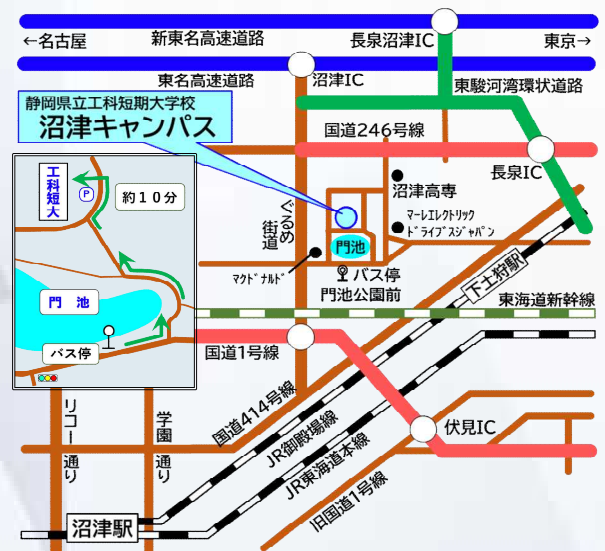 ←名古屋
新東名高速道路
長泉沼津IC
東京→
東名高速道路
沼津IC
東駿河湾環状道路
静岡県立工科短期大学校
沼津キャンパス
国道246号線
長泉IC
工科短大
P
約10分
沼津高専
ぐるめ街道
マーレエレクトリック
ドライブスジャパン
門池
マクドナルド
バス停
門池公園前
下土狩駅
門 池
東海道新幹線
バス停
国道1号線
リコー通り
学園通り
国道414号線
JR御殿場線
JR東海道本線
伏見IC
旧国道1号線
沼津駅